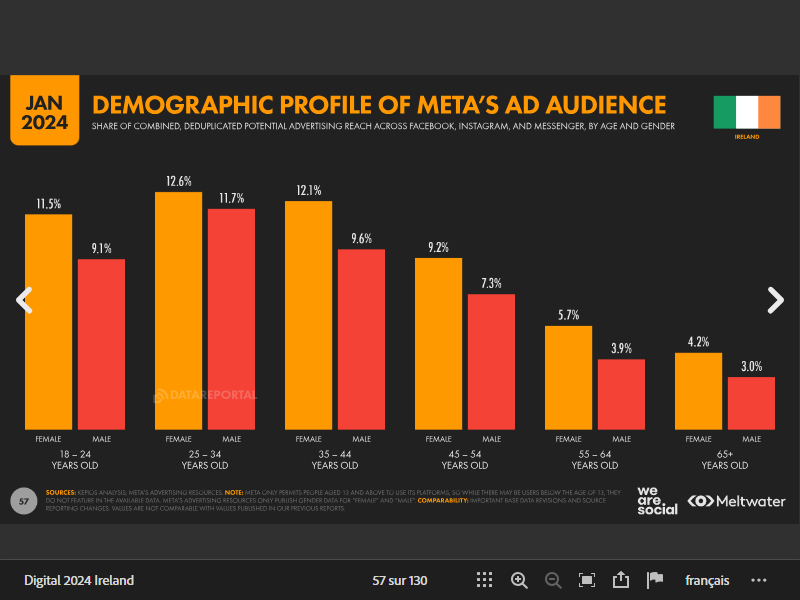 JAN
2024
DEMOGRAPHIC PROFILE OF META'S AD AUDIENCE
SHARE OF COMBINED, DEDUPLICATED POTENTIAL ADVERTISING REACH ACROSS FACEBOOK, INSTAGRAM, AND MESSENGER, BY AGE AND GENDER
IRELAND
11.5%
9.1%
12.6%
11.7%
12.1%
9.6%
9.2%
7.3%
5.7%
3.9%
4.2%
3.0%
DATAREPORTAL
FEMALE MALE FEMALE MALE FEMALE MALE FEMALE MALE FEMALE MALE FEMALE MALE
18 – 24 25 – 34 35 – 44 45 – 54 55 – 64 65+
YEARS OLD YEARS OLD YEARS OLD YEARS OLD YEARS OLD YEARS OLD
57
SOURCES: KEPIOS ANALYSIS; META'S ADVERTISING RESOURCES. NOTE: META ONLY PERMITS PEOPLE AGED 13 AND ABOVE TO USE ITS PLATFORMS, SO WHILE THERE MAY BE USERS BELOW THE AGE OF 13, THEY
DO NOT FEATURE IN THE AVAILABLE DATA. META'S ADVERTISING RESOURCES ONLY PUBLISH GENDER DATA FOR "FEMALE" AND "MALE". COMPARABILITY: IMPORTANT BASE DATA REVISIONS AND SOURCE
REPORTING CHANGES. VALUES ARE NOT COMPARABLE WITH VALUES PUBLISHED IN OUR PREVIOUS REPORTS.
we
are.
social
Meltwater
Digital 2024 Ireland
57 sur 130
français